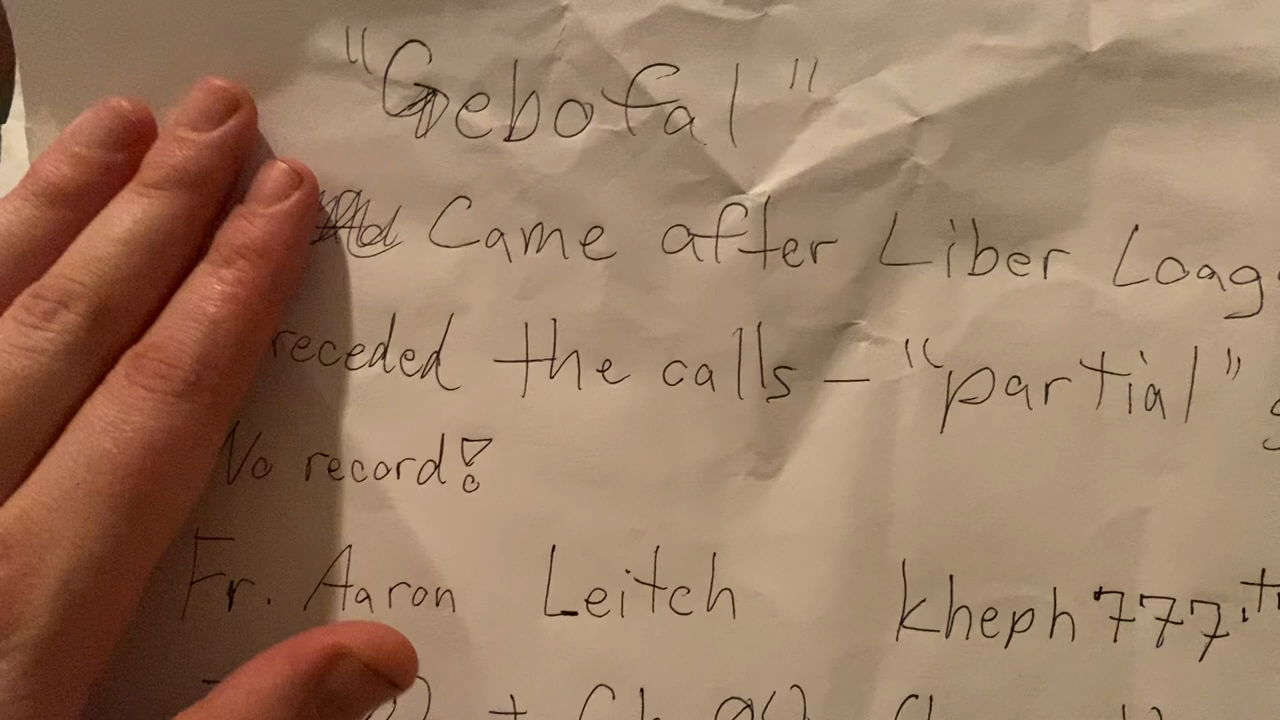 "Gebofal"
Came after Liber Loag
receded the calls — "partial"
No record!
Fr. Aaron Leitch kheph777.t